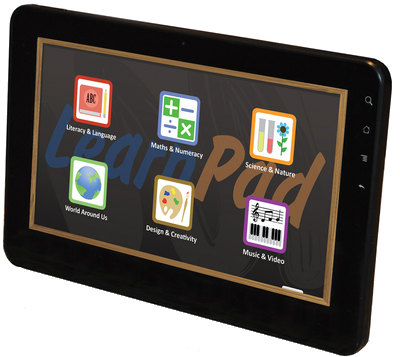 ABC
Literacy & Language
Maths & Numeracy
Science & Nature
LearnPad
World Around Us
Design & Creativity
Music & Video